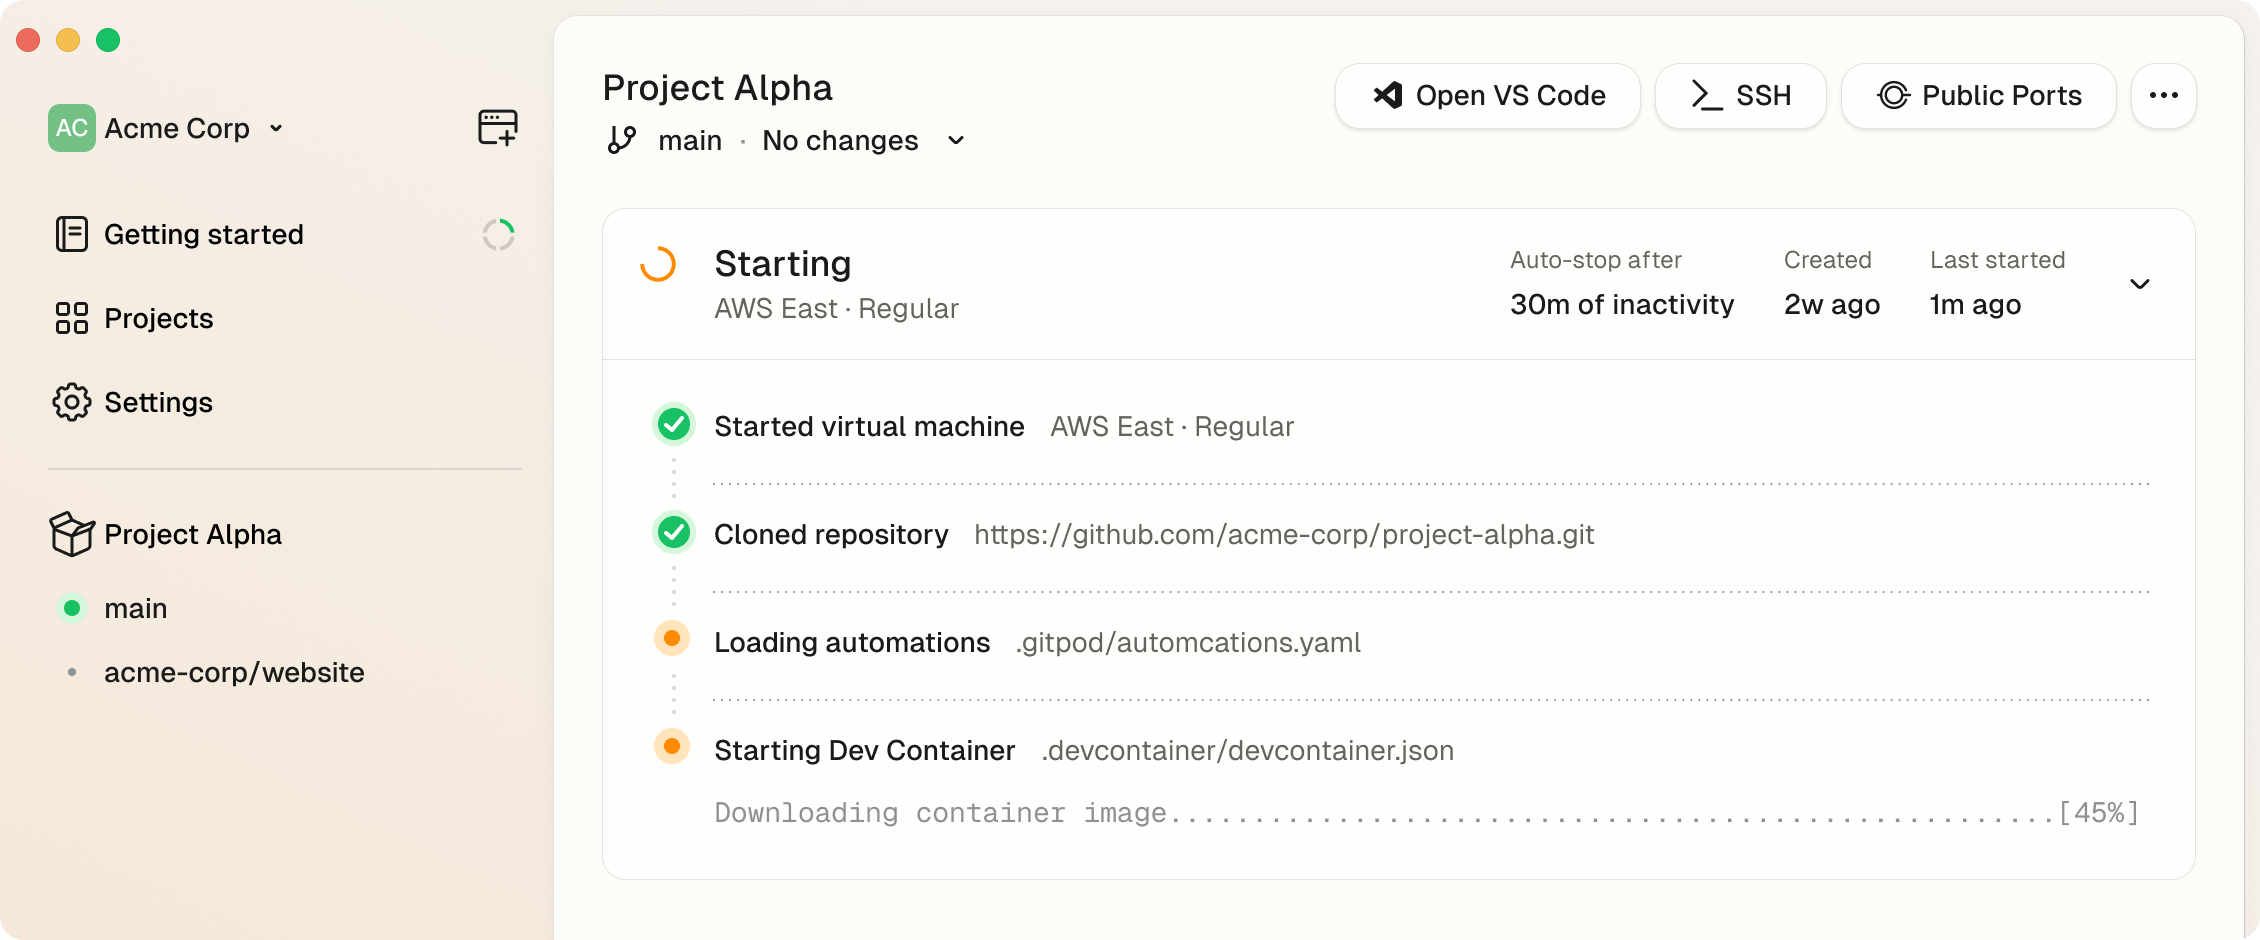 AC Acme Corp
Getting started
Projects
Settings
Project Alpha
main
acme-corp/website
Project Alpha
main · No changes
Open VS Code
SSH
Public Ports
Starting
AWS East · Regular
Auto-stop after
30m of inactivity
Created
2w ago
Last started
1m ago
Started virtual machine AWS East · Regular
Cloned repository https://github.com/acme-corp/project-alpha.git
Loading automations .gitpod/automcations.yaml
Starting Dev Container .devcontainer/devcontainer.json
Downloading container image.....................................................[45%]